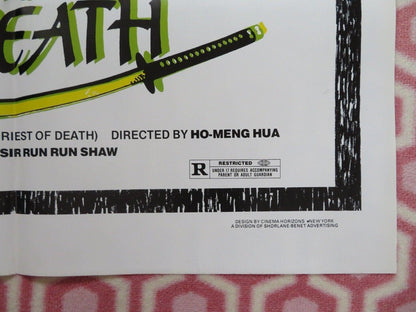 EATH
RIEST OF DEATH) DIRECTED BY HO-MENG HUA
SIR RUN RUN SHAW
R RESTRICTED
UNDER 17 REQUIRES ACCOMPANYING
PARENT OR ADULT GUARDIAN
DESIGN BY CINEMA HORIZONS •NEW YORK
A DIVISION OF SHORLANE-BENET ADVERTISING